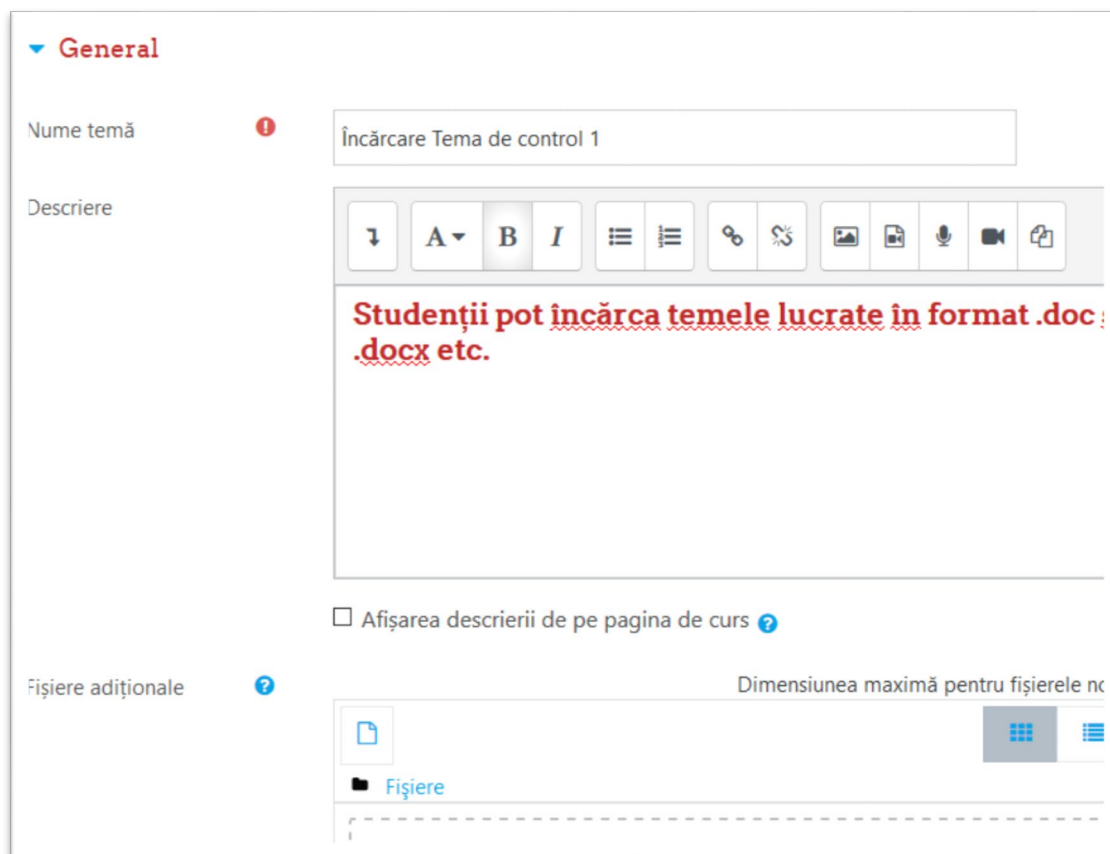 General
Nume temă
Încărcare Tema de control 1
Descriere
A B I
Studenții pot încărca temele lucrate în format .doc
.docx etc.
Afișarea descrierii de pe pagina de curs
Fișiere adiționale
Dimensiunea maximă pentru fișierele
Fișiere